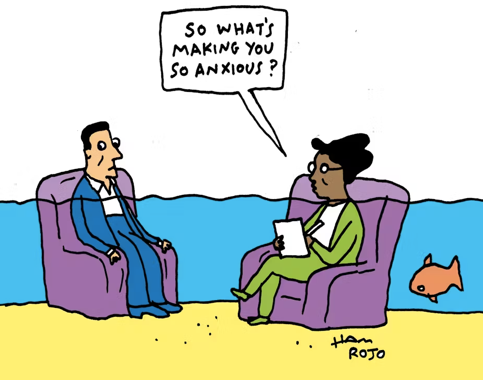 SO WHAT'S
MAKING YOU
SO ANXIOUS?
HAM
ROJO